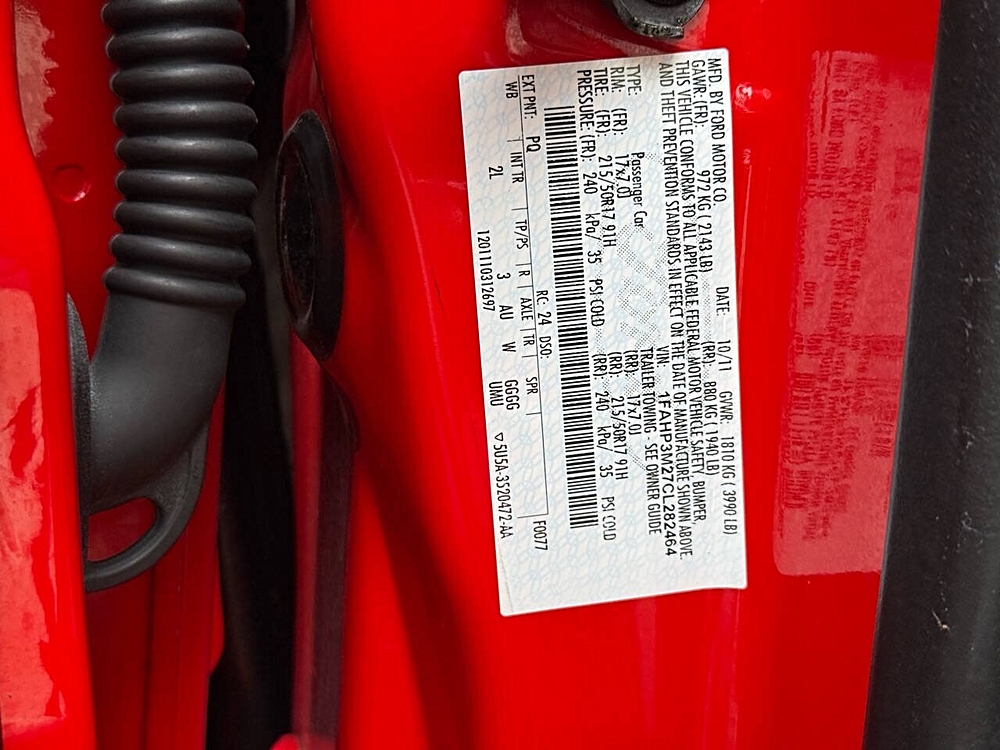 MFD. BY FORD MOTOR CO.
DATE: 10/11 GVWR: 1810 KG ( 3990 LB)
GAWR: (FR): 972 KG ( 2143 LB) (RR): 880 KG ( 1940 LB)
THIS VEHICLE CONFORMS TO ALL APPLICABLE FEDERAL MOTOR VEHICLE SAFETY, BUMPER,
AND THEFT PREVENTION STANDARDS IN EFFECT ON THE DATE OF MANUFACTURE SHOWN ABOVE.
VIN: 1FAHP3M27CL282464
TYPE: Passenger Car TRAILER TOWING - SEE OWNER GUIDE
RIM: (FR): 17x7.0J (RR): 17x7.0J
TIRE: (FR): 215/50R17 91H (RR): 215/50R17 91H
PRESSURE: (FR): 240 kPa/ 35 PSI COLD (RR): 240 kPa/ 35 PSI COLD
RC: 24 DSO: F0077
EXT PNT: PQ INT TR TP/PS R AXLE TR SPR
WB 2L 3 AU W GGGG
UMU
1201110312697 ▽ 5U5A-3520472-AA